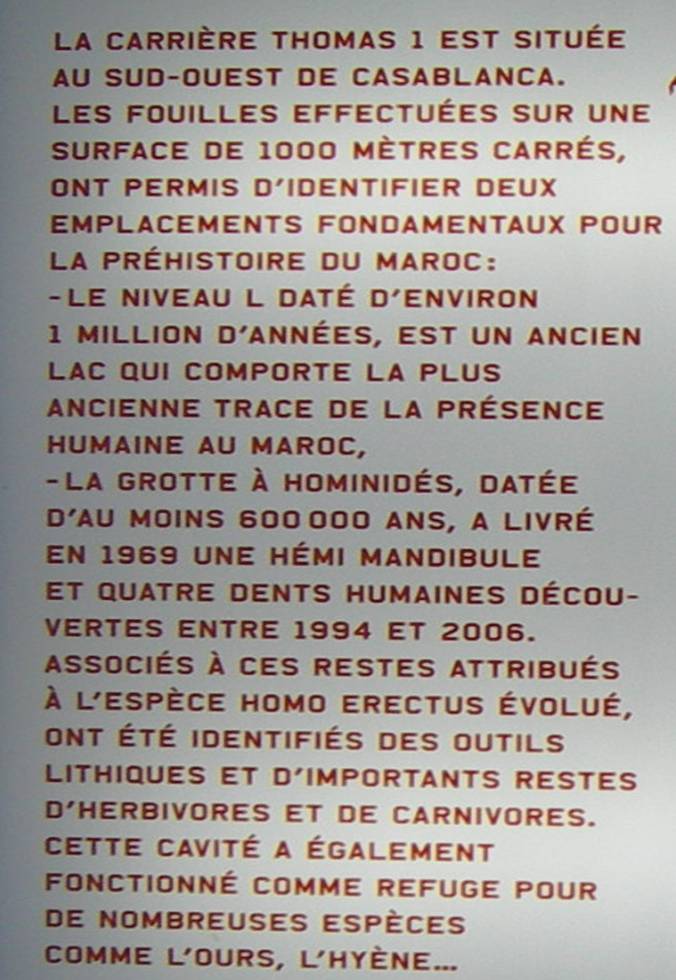 LA CARRIÈRE THOMAS 1 EST SITUÉE
AU SUD-OUEST DE CASABLANCA.
LES FOUILLES EFFECTUÉES SUR UNE
SURFACE DE 1000 MÈTRES CARRÉS,
ONT PERMIS D'IDENTIFIER DEUX
EMPLACEMENTS FONDAMENTAUX POUR
LA PRÉHISTOIRE DU MAROC:
-LE NIVEAU L DATÉ D'ENVIRON
1 MILLION D'ANNÉES, EST UN ANCIEN
LAC QUI COMPORTE LA PLUS
ANCIENNE TRACE DE LA PRÉSENCE
HUMAINE AU MAROC,
-LA GROTTE À HOMINIDÉS, DATÉE
D'AU MOINS 600 000 ANS, A LIVRÉ
EN 1969 UNE HÉMI MANDIBULE
ET QUATRE DENTS HUMAINES DÉCOU-
VERTES ENTRE 1994 ET 2006.
ASSOCIÉS À CES RESTES ATTRIBUÉS
À L'ESPÈCE HOMO ERECTUS ÉVOLUÉ,
ONT ÉTÉ IDENTIFIÉS DES OUTILS
LITHIQUES ET D'IMPORTANTS RESTES
D'HERBIVORES ET DE CARNIVORES.
CETTE CAVITÉ A ÉGALEMENT
FONCTIONNÉ COMME REFUGE POUR
DE NOMBREUSES ESPÈCES
COMME L'OURS, L'HYÈNE...